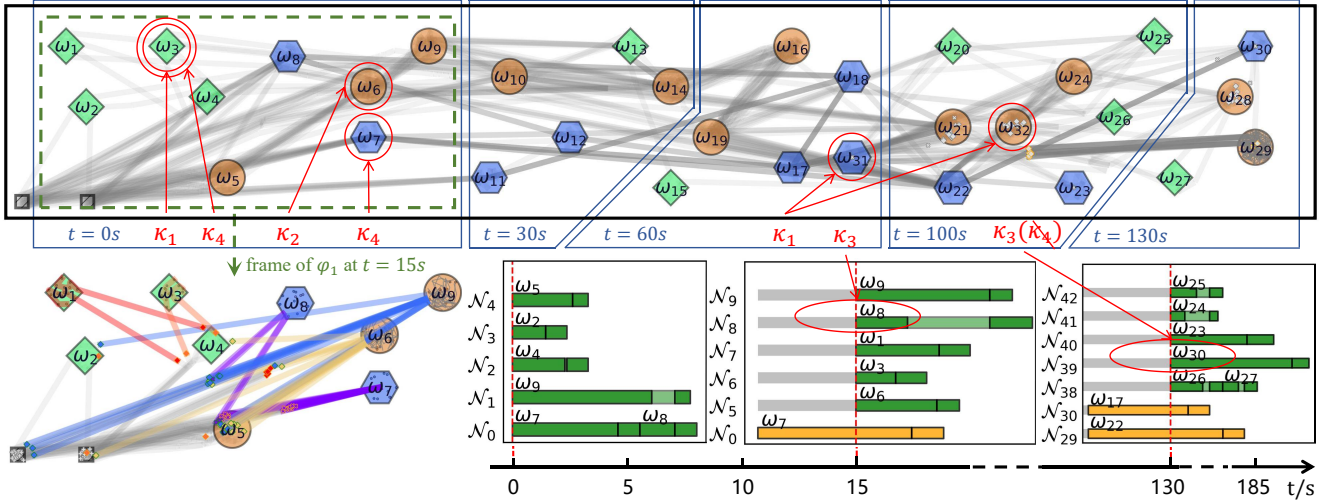 ω1 ω3 ω8 ω9 ω13 ω16 ω20 ω25 ω30
ω2 ω4 ω6 ω10 ω14 ω18 ω24 ω28
ω7 ω12 ω19 ω21 ω32 ω26 ω29
ω5 ω11 ω15 ω17 ω31 ω22 ω23 ω27
t = 0s κ1 κ4 κ2 κ4 t = 30s t = 60s κ1 κ3 t = 100s κ3(κ4) t = 130s
frame of φ1 at t = 15s
ω1 ω3 ω8 ω9
ω2 ω4 ω6
ω7
ω5
N4 ω5
N3 ω2
N2 ω4
N1 ω9
N0 ω7 ω8
N9 ω9
N8 ω8
N7 ω1
N6 ω3
N5 ω6
N0 ω7
N42 ω25
N41 ω24
N40 ω23
N39 ω30
N38 ω26 ω27
N30 ω17
N29 ω22
0 5 10 15 130 185 t/s